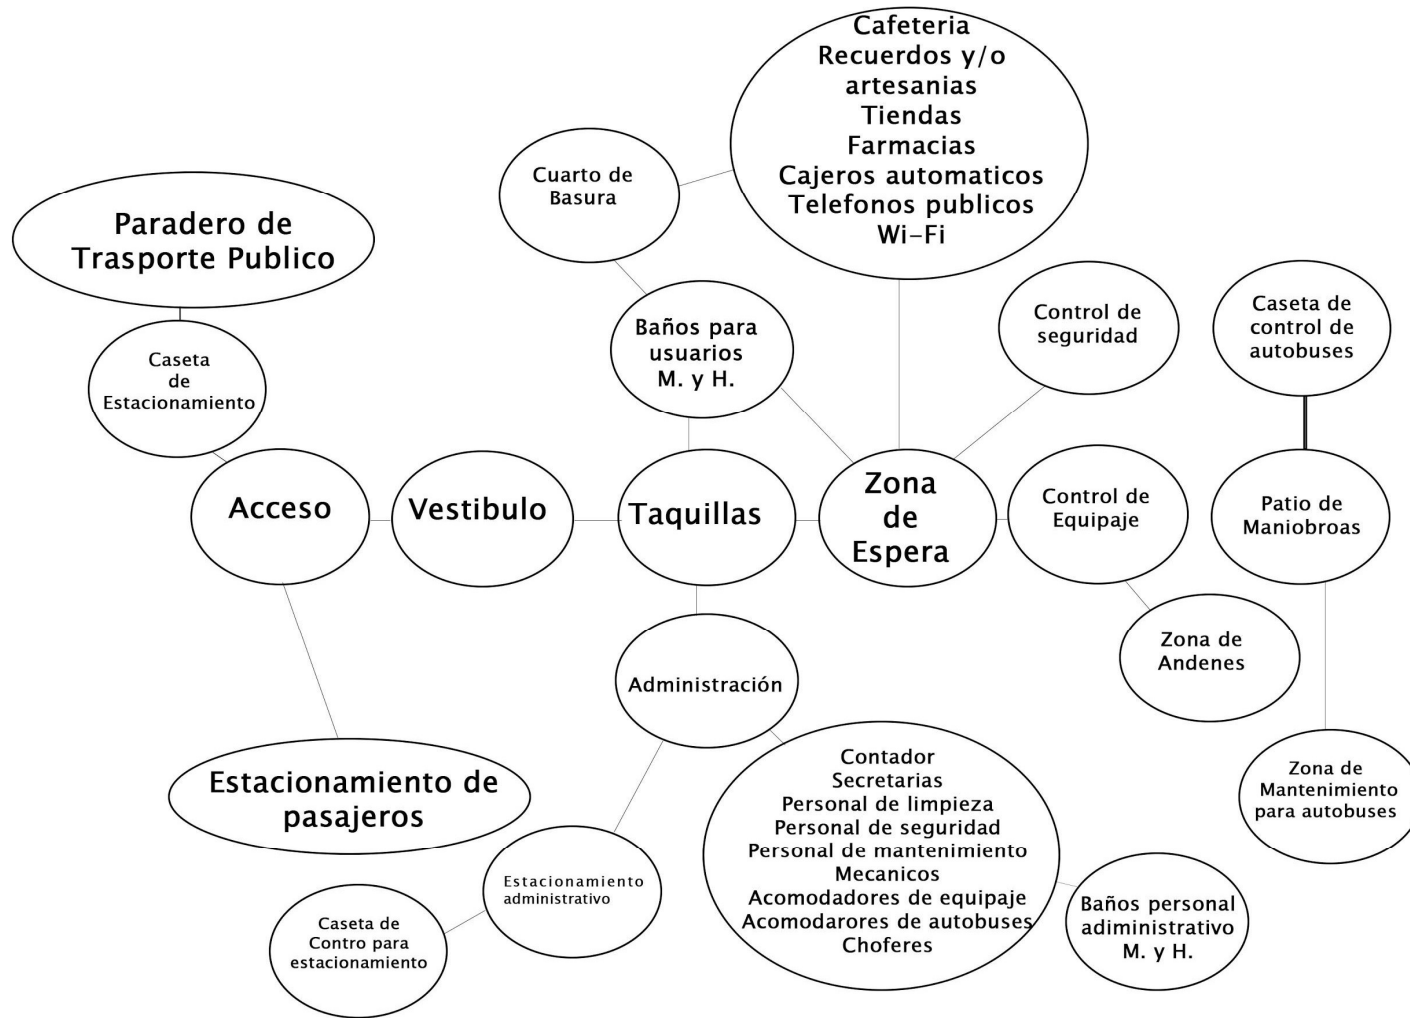 Cafeteria
Recuerdos y/o
artesanias
Tiendas
Farmacias
Cajeros automaticos
Telefonos publicos
Wi-Fi
Cuarto de
Basura
Paradero de
Trasporte Publico
Baños para
usuarios
M. y H.
Control de
seguridad
Caseta de
control de
autobuses
Caseta
de
Estacionamiento
Acceso
Vestibulo
Taquillas
Zona
de
Espera
Control de
Equipaje
Patio de
Maniobroas
Zona de
Andenes
Administración
Estacionamiento de
pasajeros
Contador
Secretarias
Personal de limpieza
Personal de seguridad
Personal de mantenimiento
Mecanicos
Acomodadores de equipaje
Acomodarores de autobuses
Choferes
Zona de
Mantenimiento
para autobuses
Estacionamiento
administrativo
Caseta de
Contro para
estacionamiento
Baños personal
adiministrativo
M. y H.